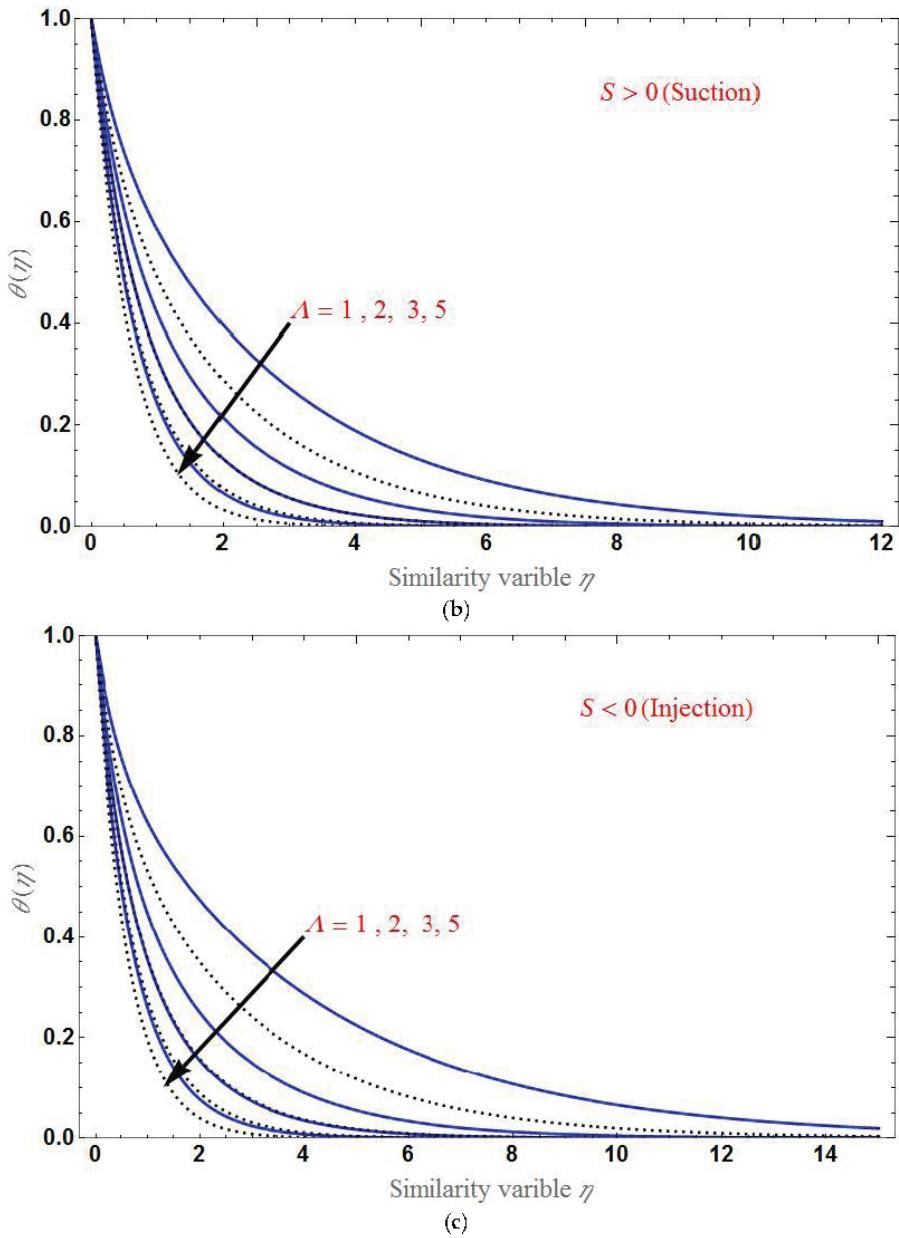 1.0
S > 0 (Suction)
0.8
0.6
θ(η)
Λ = 1 , 2, 3, 5
0.4
0.2
0.0
0 2 4 6 8 10 12
Similarity varible η
(b)
1.0
S < 0 (Injection)
0.8
0.6
θ(η)
Λ = 1 , 2, 3, 5
0.4
0.2
0.0
0 2 4 6 8 10 12 14
Similarity varible η
(c)